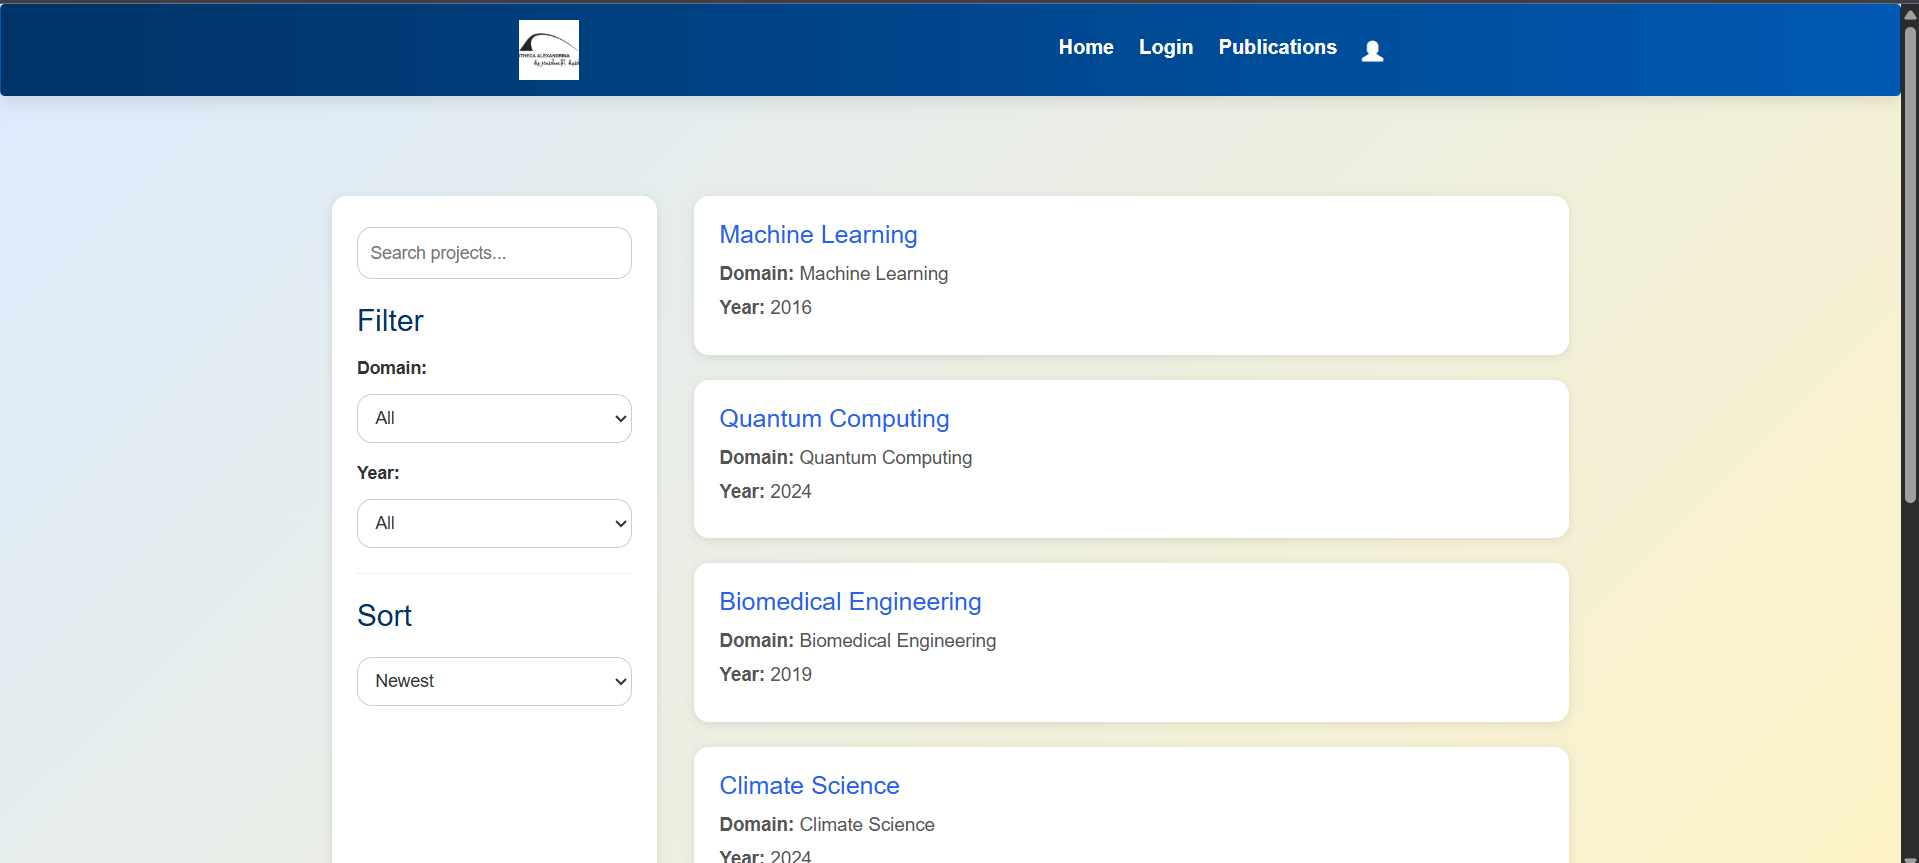 THECA ALEXANDRINA
Home Login Publications
Search projects...
Filter
Domain:
All
Year:
All
Sort
Newest
Machine Learning
Domain: Machine Learning
Year: 2016
Quantum Computing
Domain: Quantum Computing
Year: 2024
Biomedical Engineering
Domain: Biomedical Engineering
Year: 2019
Climate Science
Domain: Climate Science
Year: 2024